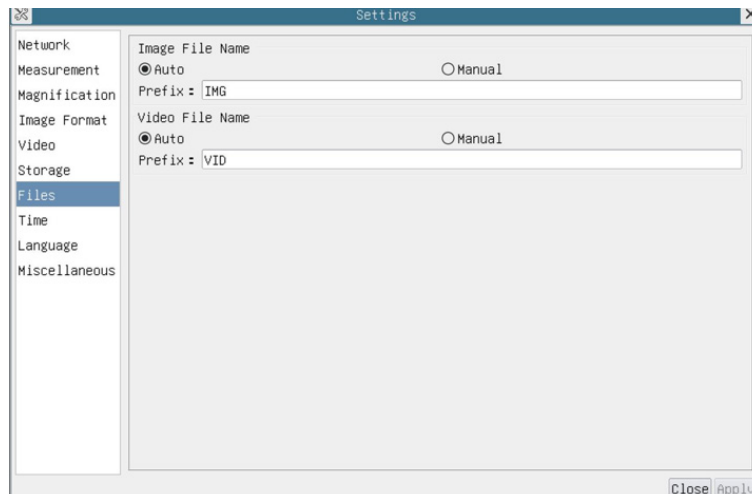 Settings
Network
Measurement
Magnification
Image Format
Video
Storage
Files
Time
Language
Miscellaneous
Image File Name
Auto Manual
Prefix: IMG
Video File Name
Auto Manual
Prefix: VID
Close Apply